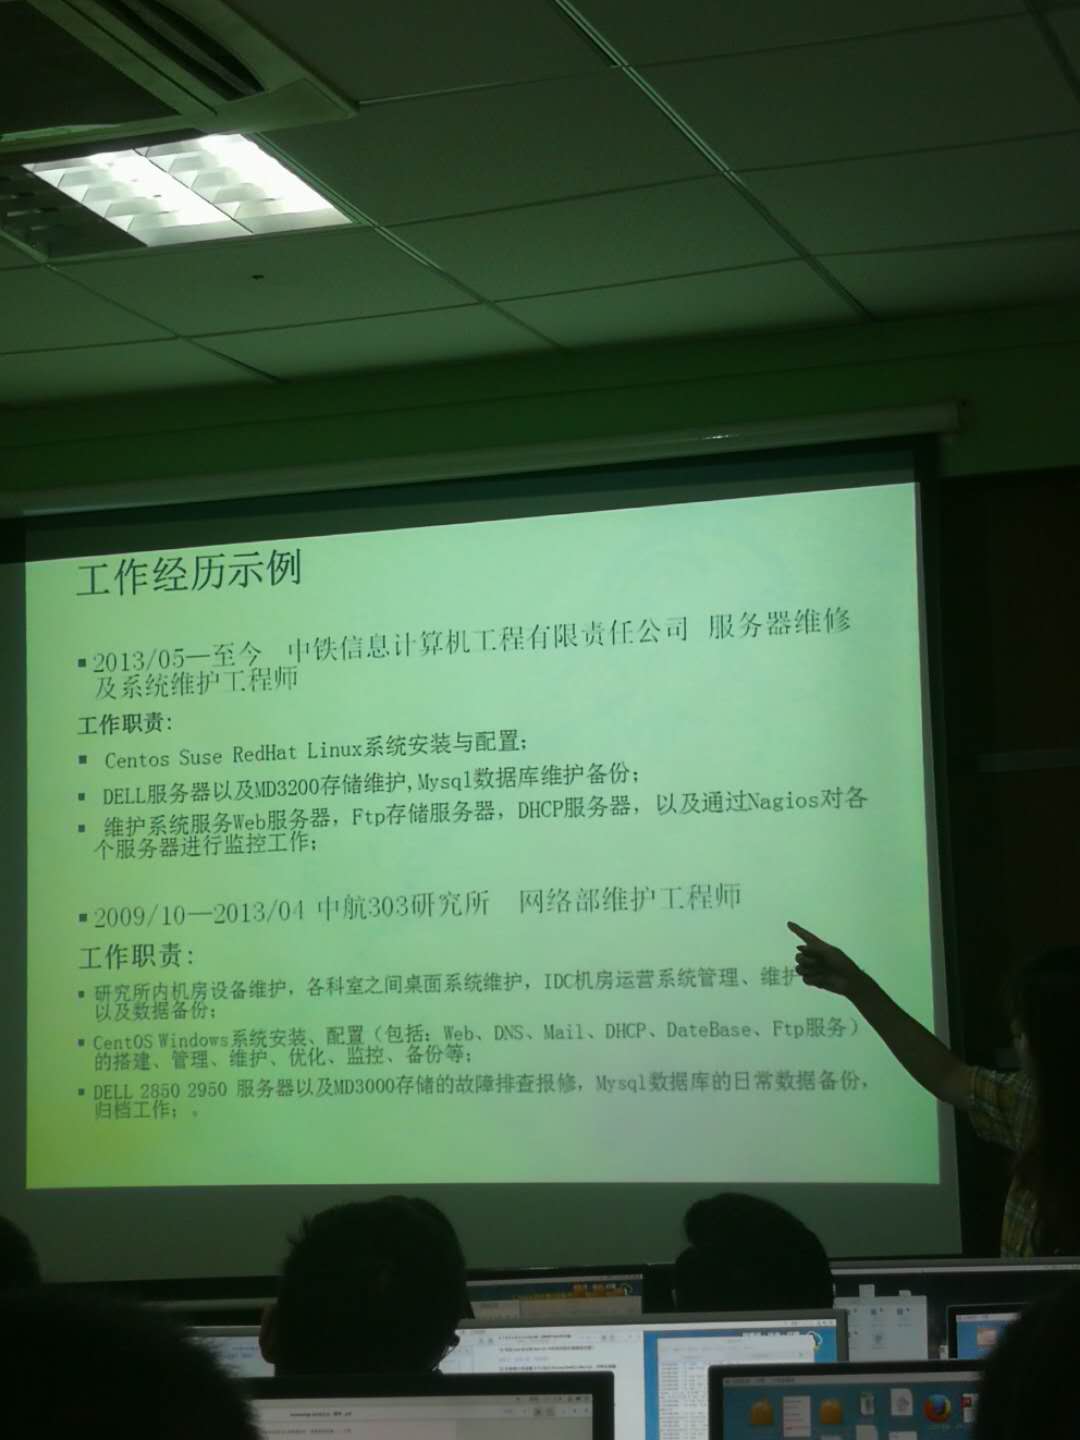 工作经历示例
▪2013/05—至今 中铁信息计算机工程有限责任公司 服务器维修
及系统维护工程师
工作职责:
▪ Centos Suse RedHat Linux系统安装与配置;
▪ DELL服务器以及MD3200存储维护,Mysql数据库维护备份;
▪ 维护系统服务Web服务器，Ftp存储服务器，DHCP服务器，以及通过Nagios对各
个服务器进行监控工作;
▪2009/10—2013/04 中航303研究所 网络部维护工程师
工作职责:
▪ 研究所内机房设备维护，各科室之间桌面系统维护，IDC机房运营系统管理、维护
以及数据备份;
▪ CentOS Windows系统安装、配置（包括：Web、DNS、Mail、DHCP、DateBase、Ftp服务）
的搭建、管理、维护、优化、监控、备份等;
▪ DELL 2850 2950 服务器以及MD3000存储的故障排查报修，Mysql数据库的日常数据备份，
归档工作；。